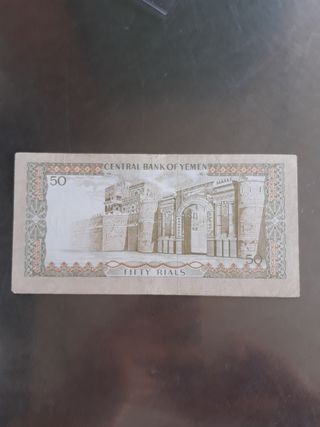 CENTRAL BANK OF YEMEN
50
50
FIFTY RIALS